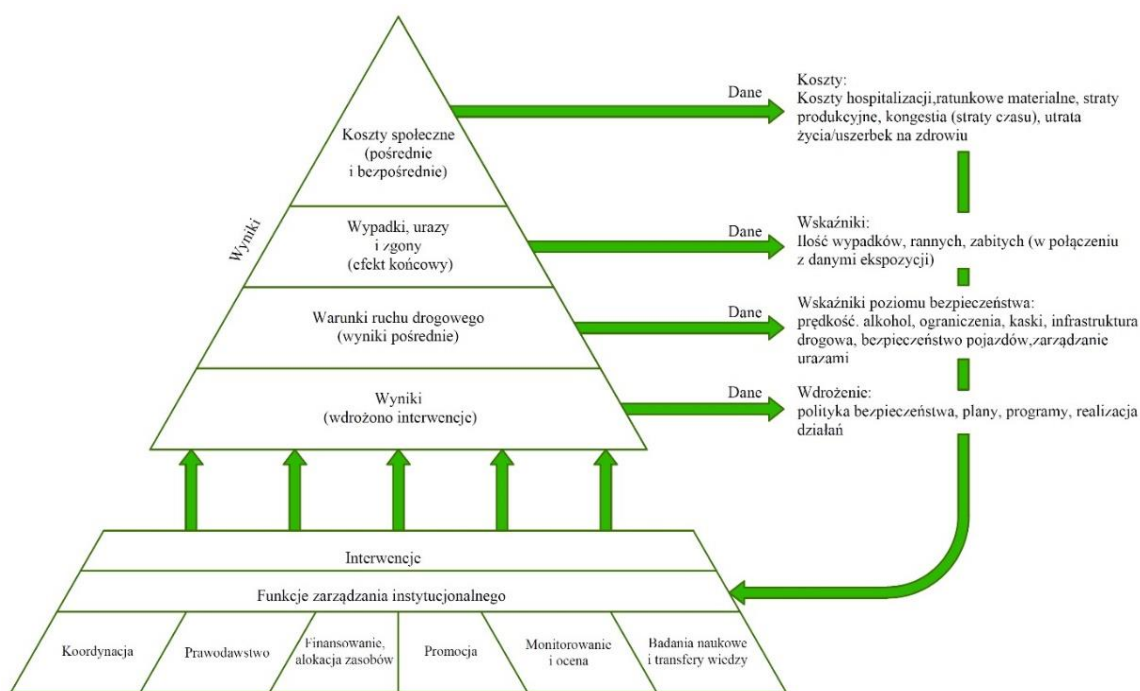 Koszty społeczne
(pośrednie
i bezpośrednie)
Wyniki
Wypadki, urazy
i zgony
(efekt końcowy)
Warunki ruchu drogowego
(wyniki pośrednie)
Wyniki
(wdrożono interwencje)
Dane
Koszty:
Koszty hospitalizacji,ratunkowe materialne, straty
produkcyjne, kongestia (straty czasu), utrata
życia/uszerbek na zdrowiu
Dane
Wskaźniki:
Ilość wypadków, rannych, zabitych (w połączeniu
z danymi ekspozycji)
Dane
Wskaźniki poziomu bezpieczeństwa:
prędkość. alkohol, ograniczenia, kaski, infrastruktura
drogowa, bezpieczeństwo pojazdów,zarządzanie
urazami
Dane
Wdrożenie:
polityka bezpieczeństwa, plany, programy, realizacja
działań
Interwencje
Funkcje zarządzania instytucjonalnego
Koordynacja
Prawodawstwo
Finansowanie,
alokacja zasobów
Promocja
Monitorowanie
i ocena
Badania naukowe
i transfery wiedzy